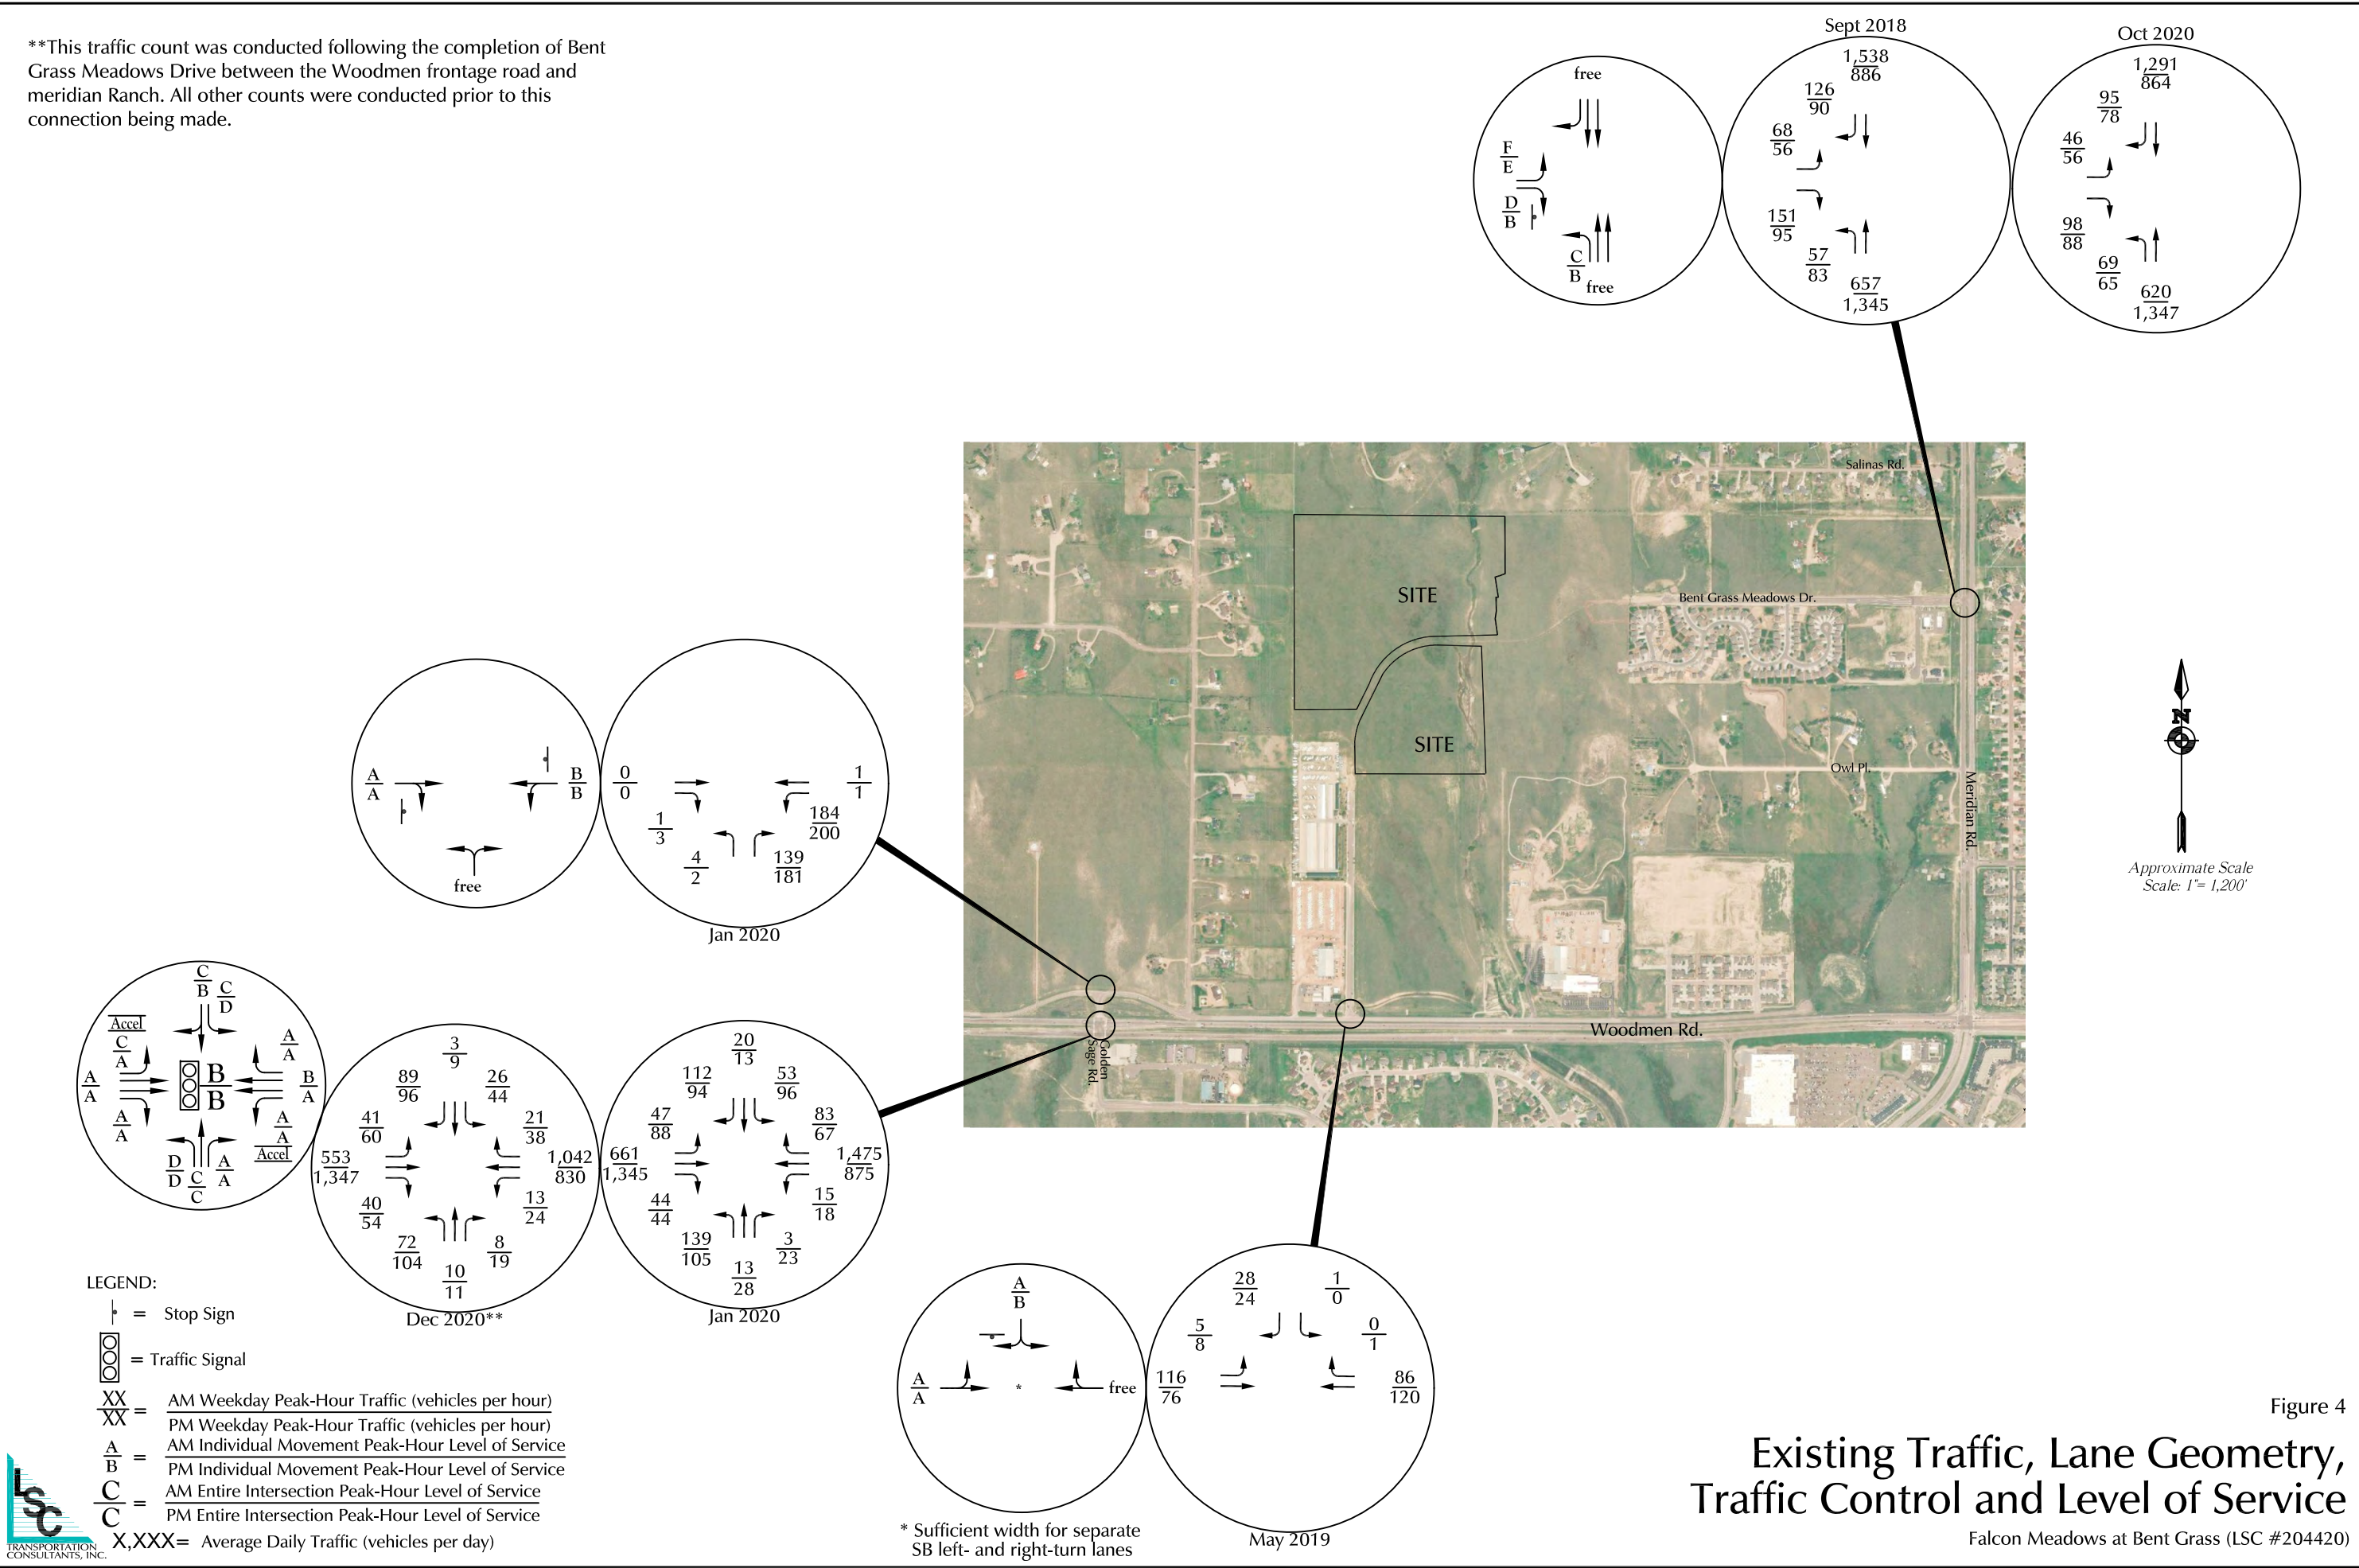 **This traffic count was conducted following the completion of Bent
Grass Meadows Drive between the Woodmen frontage road and
meridian Ranch. All other counts were conducted prior to this
connection being made.
free
F
E
D
B
C
B
free
Sept 2018
1,538
886
126
90
68
56
151
95
57
83
657
1,345
Oct 2020
1,291
864
95
78
46
56
98
88
69
65
620
1,347
Salinas Rd.
SITE
Bent Grass Meadows Dr.
SITE
Owl Pl.
Meridian Rd.
Woodmen Rd.
Golden
Sage Rd.
N
Approximate Scale
Scale: 1"= 1,200'
A
A
B
B
free
0
0
1
1
1
3
184
200
4
2
139
181
Jan 2020
C
B
C
D
Accel
C
A
A
A
A
A
B
B
A
A
B
A
A
A
Accel
D
D
C
C
A
A
3
9
89
96
26
44
41
60
21
38
553
1,347
1,042
830
40
54
13
24
72
104
8
19
10
11
Dec 2020**
20
13
112
94
53
96
47
88
83
67
661
1,345
1,475
875
44
44
15
18
139
105
3
23
13
28
Jan 2020
A
B
A
A
*
free
* Sufficient width for separate
SB left- and right-turn lanes
28
24
1
0
5
8
0
1
116
76
86
120
May 2019
LEGEND:
= Stop Sign
= Traffic Signal
XX
XX
=
AM Weekday Peak-Hour Traffic (vehicles per hour)
PM Weekday Peak-Hour Traffic (vehicles per hour)
A
B
=
AM Individual Movement Peak-Hour Level of Service
PM Individual Movement Peak-Hour Level of Service
C
C
=
AM Entire Intersection Peak-Hour Level of Service
PM Entire Intersection Peak-Hour Level of Service
X,XXX= Average Daily Traffic (vehicles per day)
LSC
TRANSPORTATION
CONSULTANTS, INC.
Figure 4
Existing Traffic, Lane Geometry,
Traffic Control and Level of Service
Falcon Meadows at Bent Grass (LSC #204420)